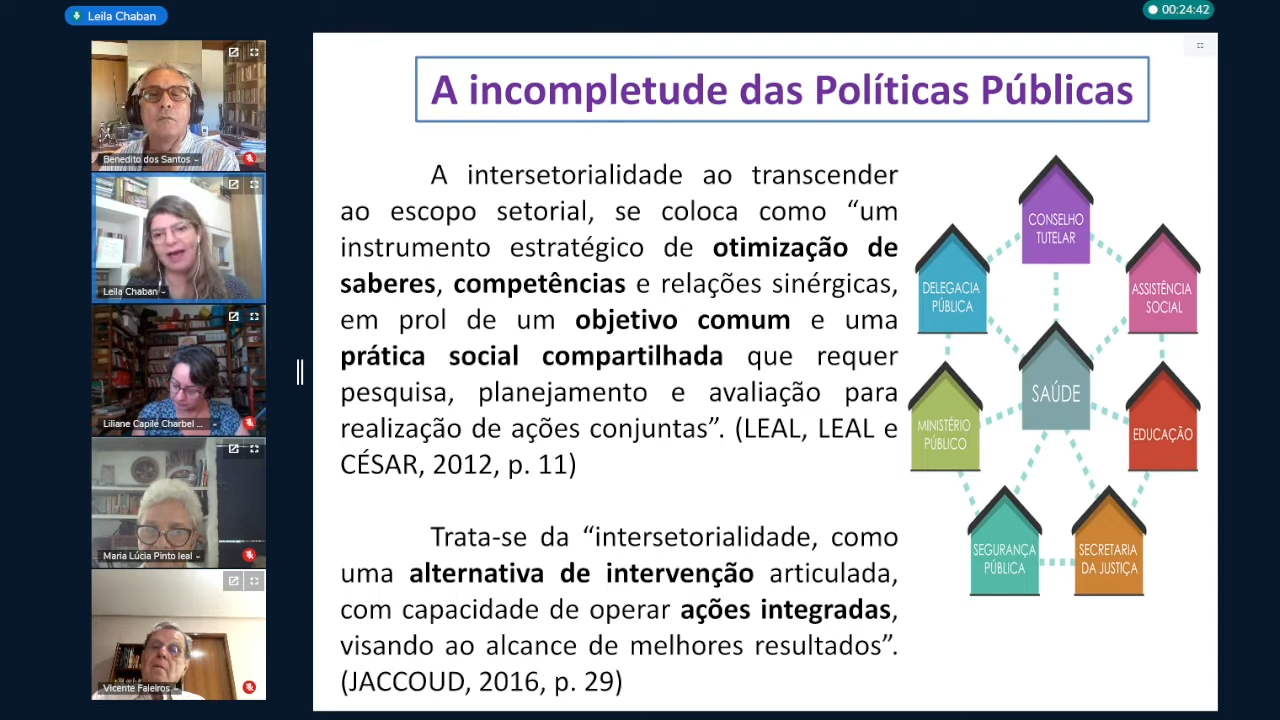 Leila Chaban
00:24:42
Benedito dos Santos
Leila Chaban
Liliane Capilé Charbel ...
Maria Lúcia Pinto leal
Vicente Faleiros
A incompletude das Políticas Públicas
A intersetorialidade ao transcender
ao escopo setorial, se coloca como “um
instrumento estratégico de otimização de
saberes, competências e relações sinérgicas,
em prol de um objetivo comum e uma
prática social compartilhada que requer
pesquisa, planejamento e avaliação para
realização de ações conjuntas”. (LEAL, LEAL e
CÉSAR, 2012, p. 11)
Trata-se da “intersetorialidade, como
uma alternativa de intervenção articulada,
com capacidade de operar ações integradas,
visando ao alcance de melhores resultados”.
(JACCOUD, 2016, p. 29)
CONSELHO
TUTELAR
DELEGACIA
PÚBLICA
ASSISTÊNCIA
SOCIAL
SAÚDE
MINISTÉRIO
PÚBLICO
EDUCAÇÃO
SEGURANÇA
PÚBLICA
SECRETARIA
DA JUSTIÇA